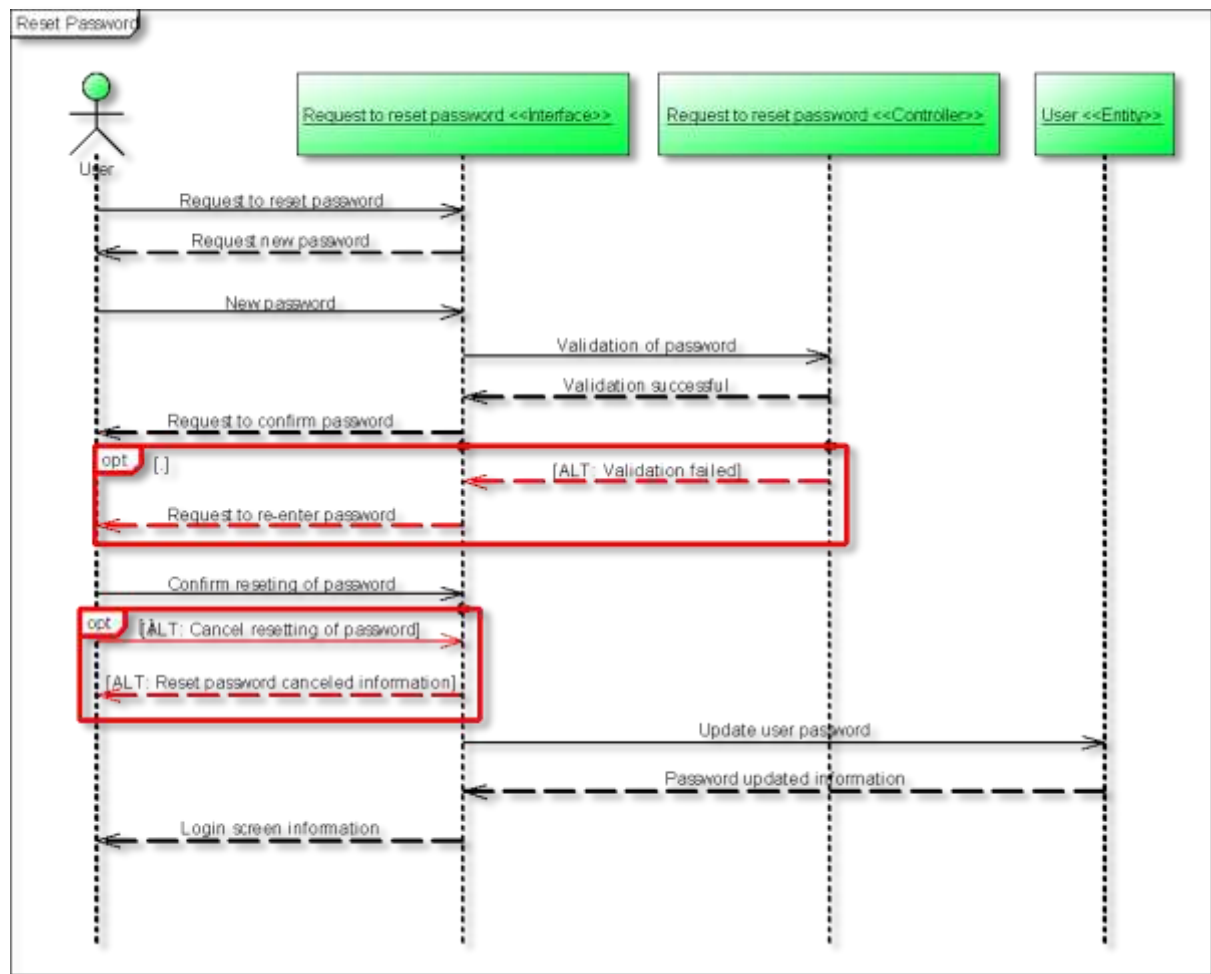 Reset Password
Request to reset password <<Interface>>
Request to reset password <<Controller>>
User <<Entity>>
User
Request to reset password
Request new password
New password
Validation of password
Validation successful
Request to confirm password
opt
[.]
[ALT: Validation failed]
Request to re-enter password
Confirm reseting of password
opt
[ALT: Cancel resetting of password]
[ALT: Reset password canceled information]
Update user password
Password updated information
Login screen information